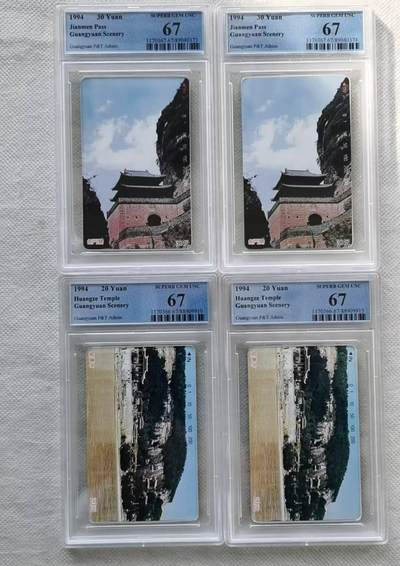 1994 30 Yuan SUPERB GEM UNC
Jianmen Pass
Guangyuan Scenery 67
Guangyuan P&T Admin
1994 30 Yuan SUPERB GEM UNC
Jianmen Pass
Guangyuan Scenery 67
Guangyuan P&T Admin
1994 20 Yuan SUPERB GEM UNC
Huangze Temple
Guangyuan Scenery 67
Guangyuan P&T Admin
1994 20 Yuan SUPERB GEM UNC
Huangze Temple
Guangyuan Scenery 67
Guangyuan P&T Admin